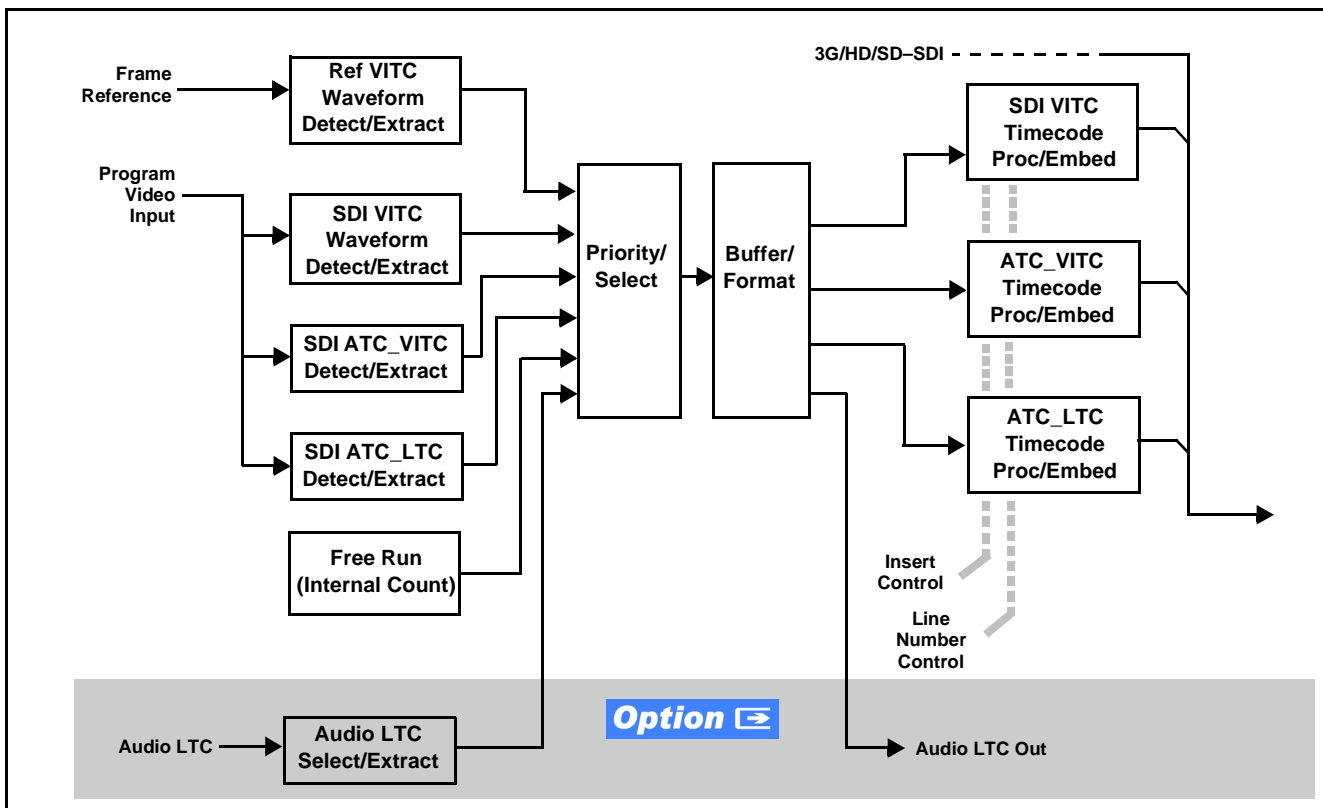 Frame
Reference
Ref VITC
Waveform
Detect/Extract
3G/HD/SD–SDI
SDI VITC
Timecode
Proc/Embed
Program
Video
Input
SDI VITC
Waveform
Detect/Extract
Priority/
Select
Buffer/
Format
ATC_VITC
Timecode
Proc/Embed
SDI ATC_VITC
Detect/Extract
SDI ATC_LTC
Detect/Extract
ATC_LTC
Timecode
Proc/Embed
Free Run
(Internal Count)
Insert
Control
Line
Number
Control
Option
Audio LTC
Audio LTC
Select/Extract
Audio LTC Out